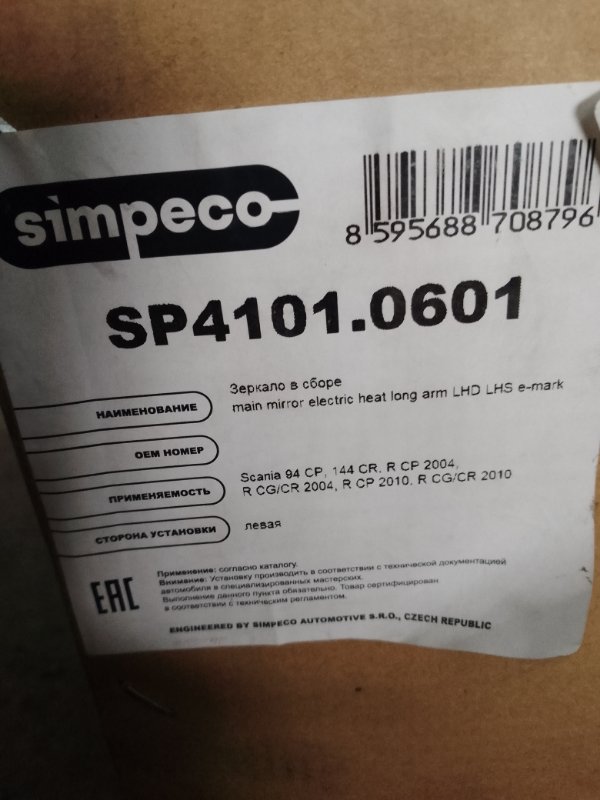 simpeco
8 595688 708796
SP4101.0601
НАИМЕНОВАНИЕ
Зеркало в сборе
main mirror electric heat long arm LHD LHS e-mark
OEM НОМЕР
ПРИМЕНЯЕМОСТЬ
Scania 94 CP, 144 CR, R CP 2004,
R CG/CR 2004, R CP 2010, R CG/CR 2010
СТОРОНА УСТАНОВКИ
левая
EAC
Применение: согласно каталогу.
Внимание: Установку производить в соответствии с технической документацией
автомобиля в специализированных мастерских.
Выполнение данного пункта обязательно. Товар сертифицирован
в соответствии с техническим регламентом.
ENGINEERED BY SIMPECO AUTOMOTIVE S.R.O., CZECH REPUBLIC